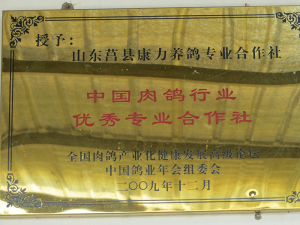 授予：
山东莒县康力养鸽专业合作社
中国肉鸽行业
优秀专业合作社
全国肉鸽产业化健康发展高级论坛
中国鸽业年会组委会
二〇〇九年十二月